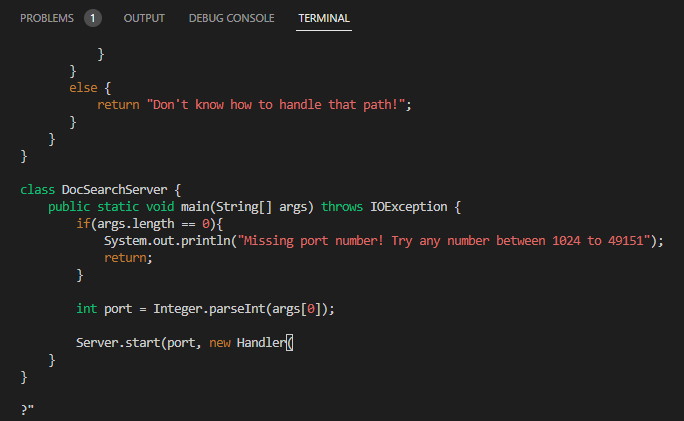 PROBLEMS 1 OUTPUT DEBUG CONSOLE TERMINAL
            }
        }
        else {
            return "Don't know how to handle that path!";
        }
    }
}

class DocSearchServer {
    public static void main(String[] args) throws IOException {
        if(args.length == 0){
            System.out.println("Missing port number! Try any number between 1024 to 49151");
            return;
        }

        int port = Integer.parseInt(args[0]);

        Server.start(port, new Handler(
    }
}

?"